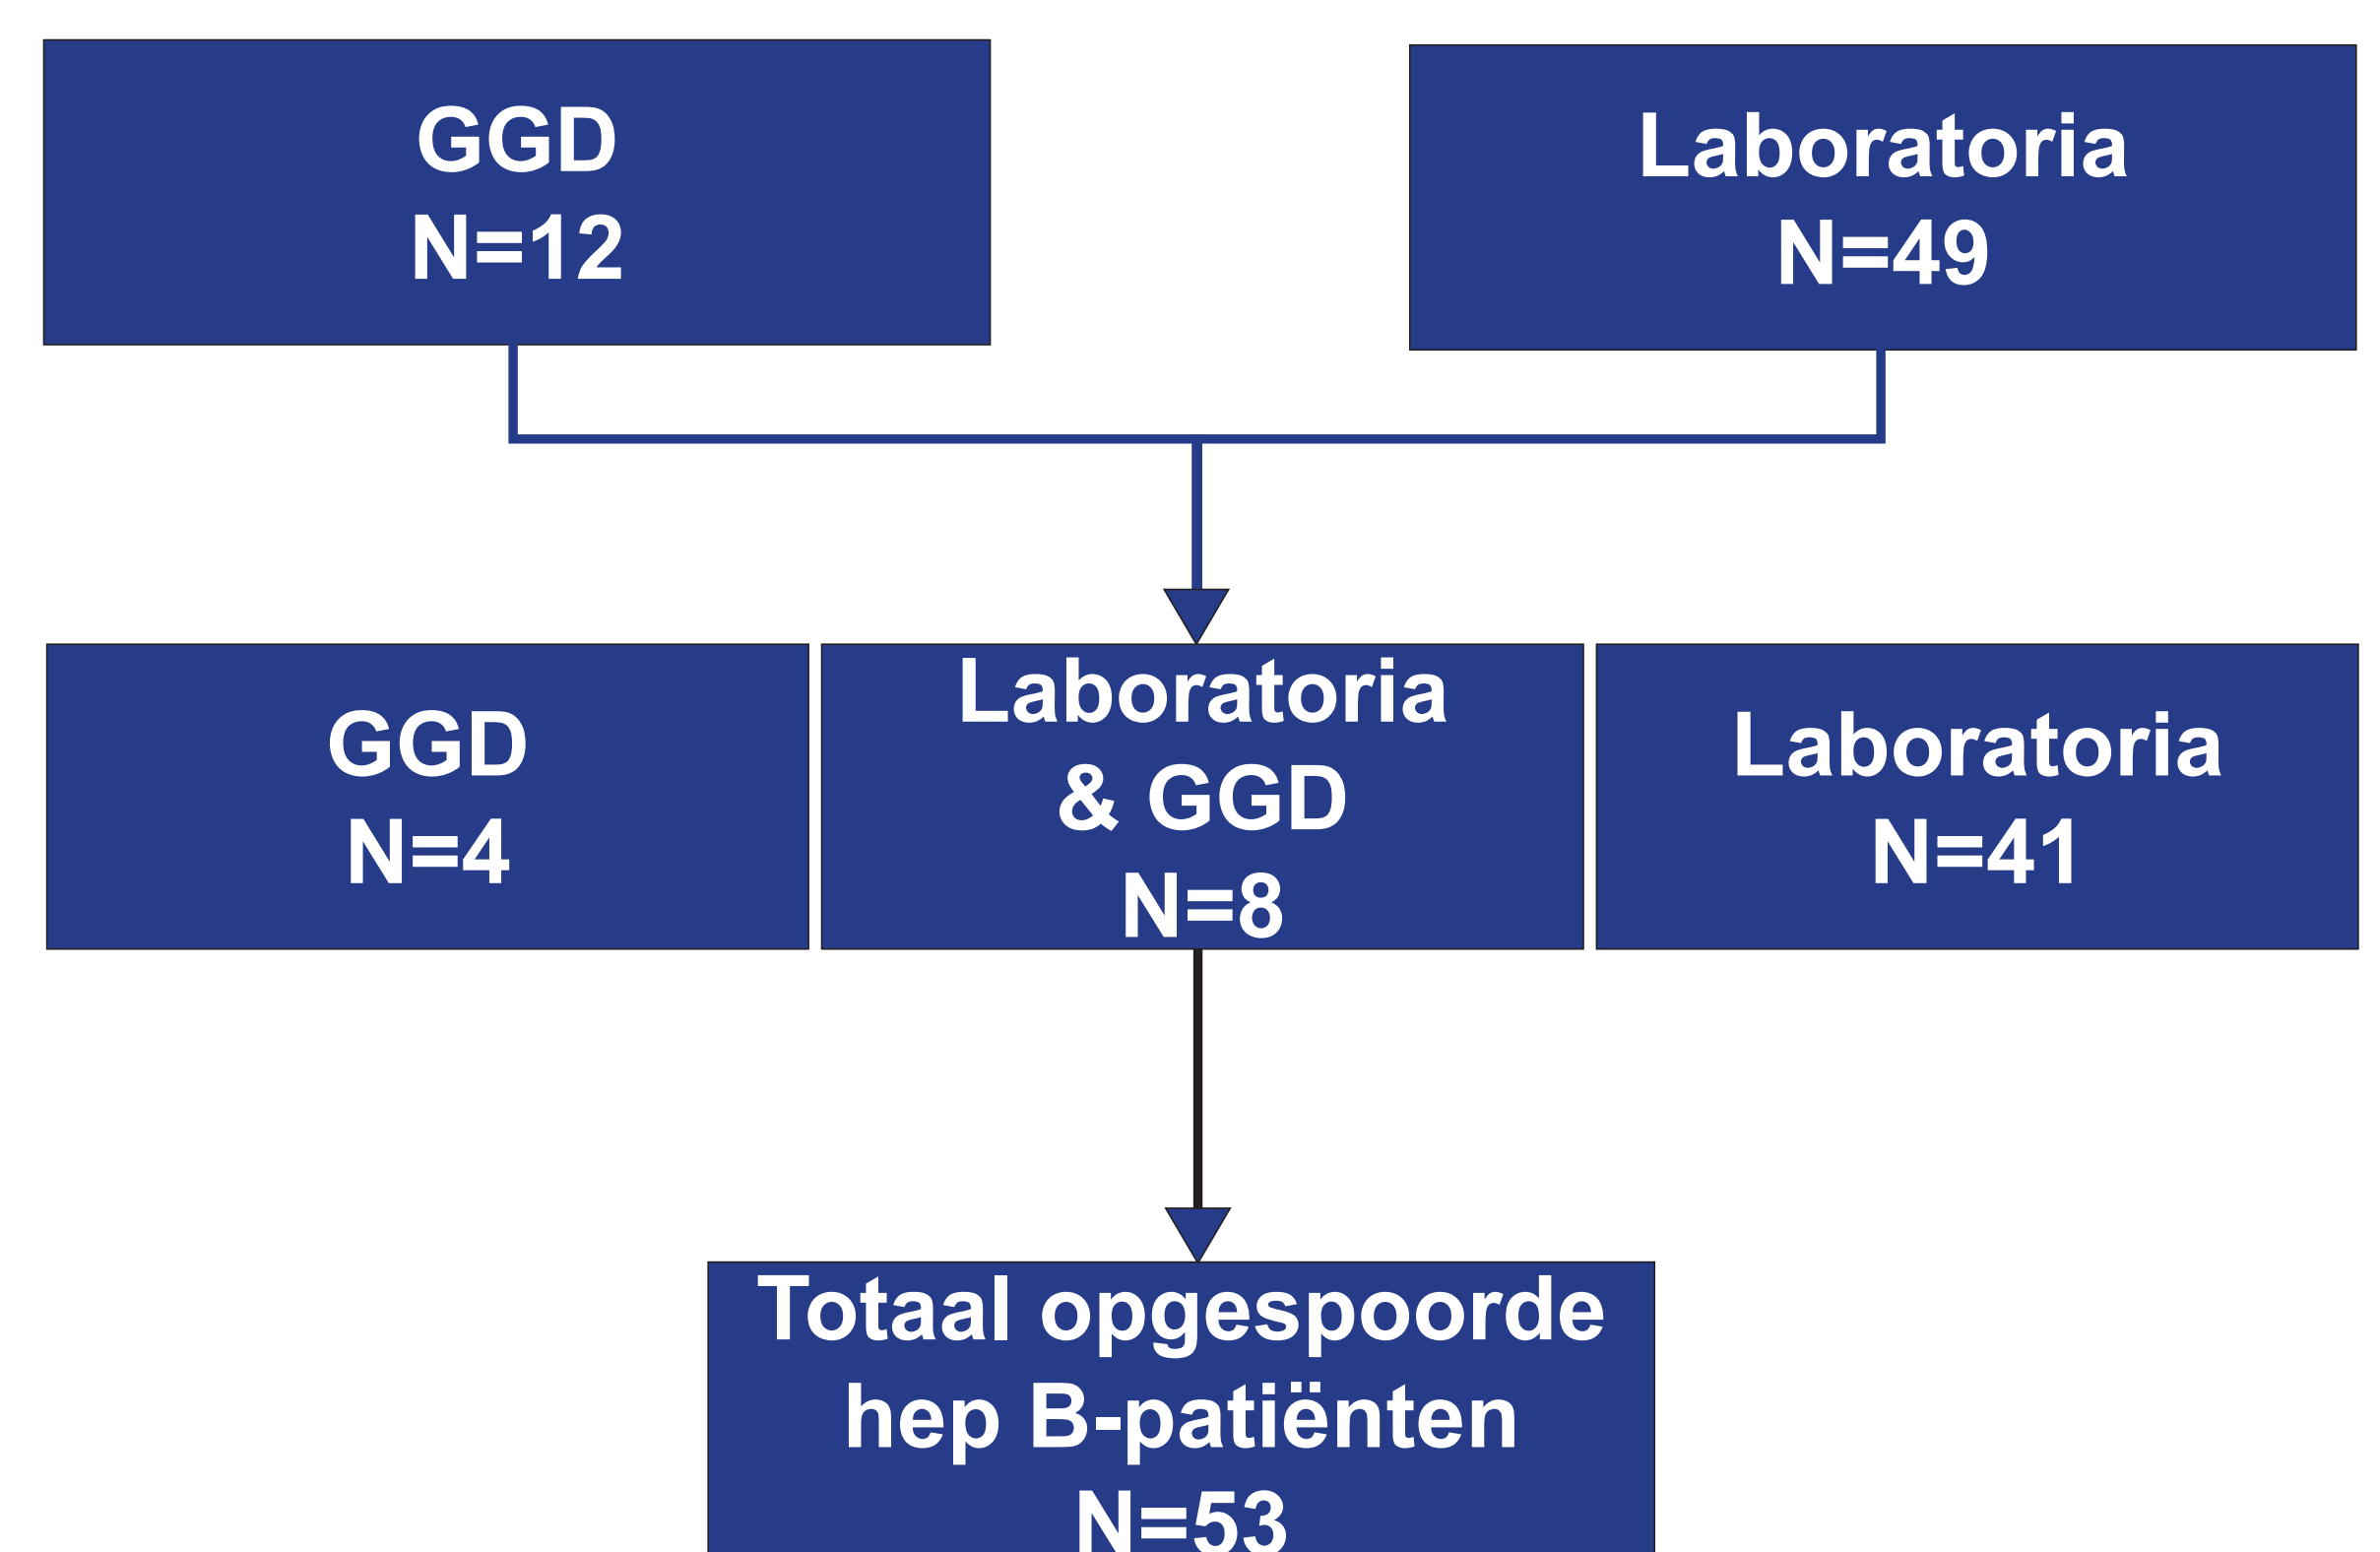 GGD
N=12
Laboratoria
N=49
GGD
N=4
Laboratoria
& GGD
N=8
Laboratoria
N=41
Totaal opgespoorde
hep B-patiënten
N=53